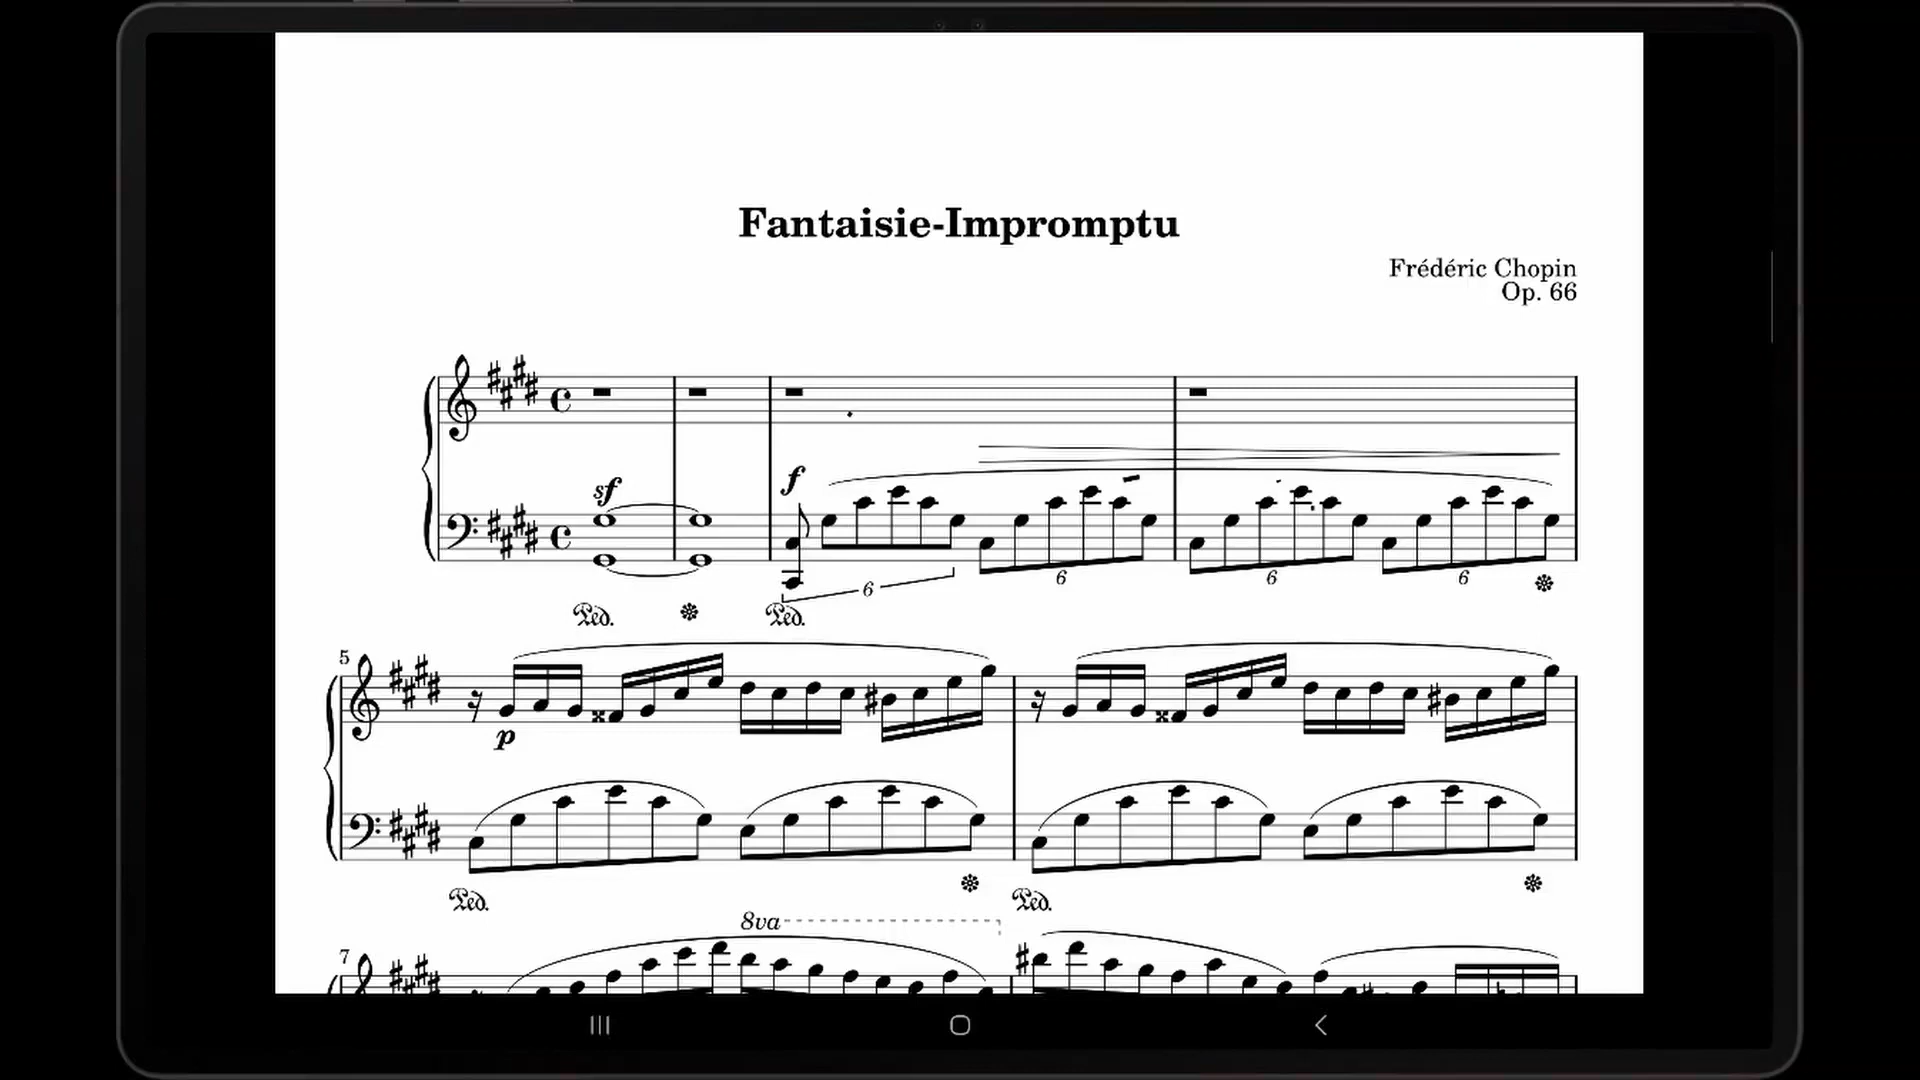 Fantaisie-Impromptu
Frédéric Chopin
Op. 66
sf
f
6
6
6
6
Ped.
Ped.
5
p
Ped.
Ped.
8va
7